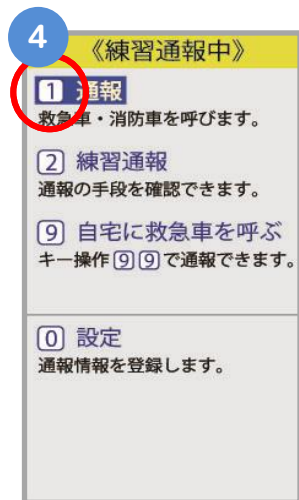 4
《練習通報中》
1 通報
救急車・消防車を呼びます。
2 練習通報
通報の手段を確認できます。
9 自宅に救急車を呼ぶ
キー操作99で通報できます。
0 設定
通報情報を登録します。